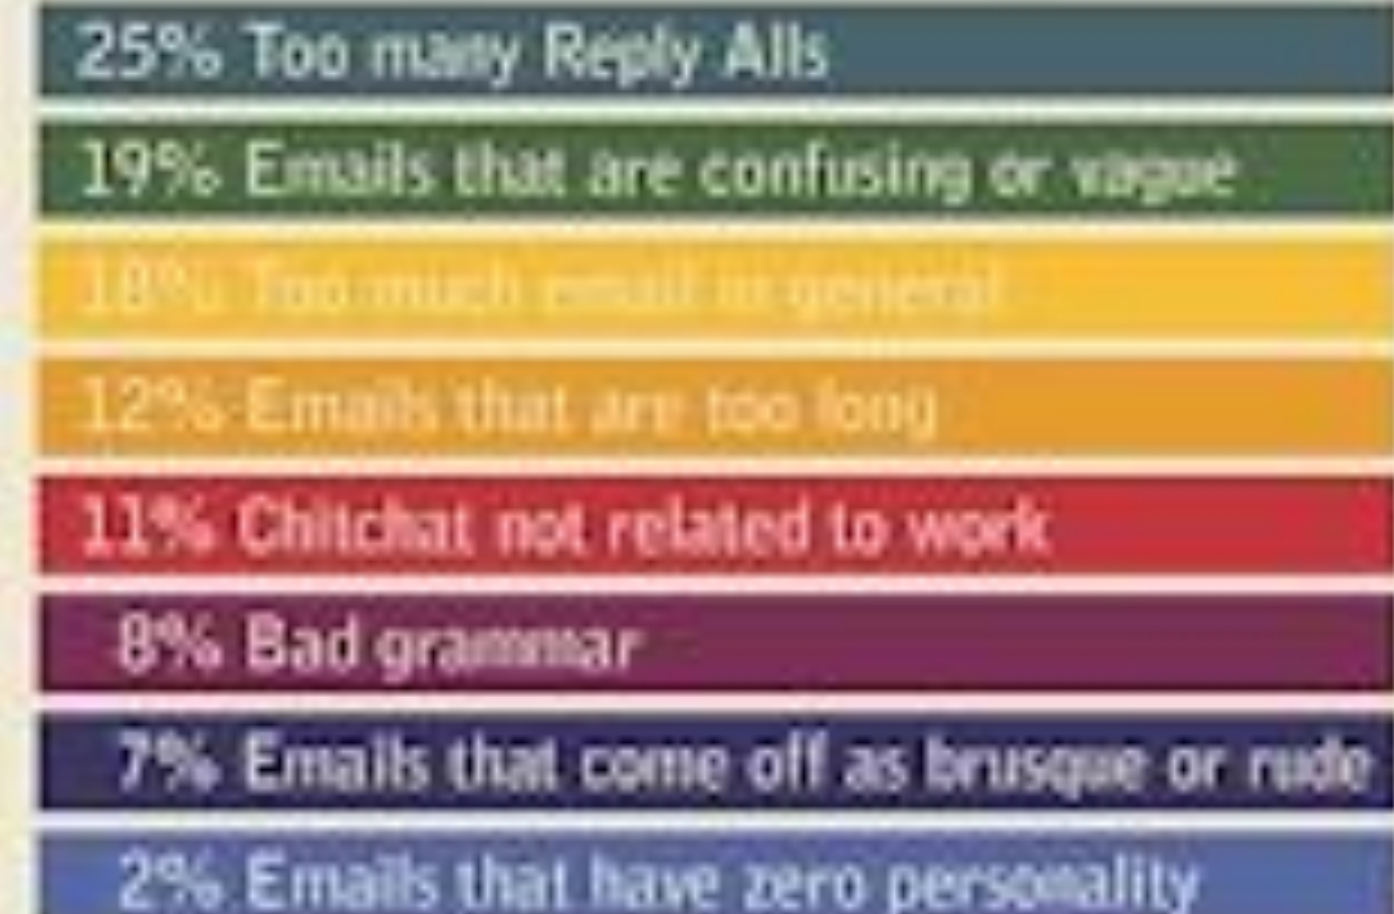 25% Too many Reply Alls
19% Emails that are confusing or vague
18% Too much email in general
12% Emails that are too long
11% Chitchat not related to work
8% Bad grammar
7% Emails that come off as brusque or rude
2% Emails that have zero personality